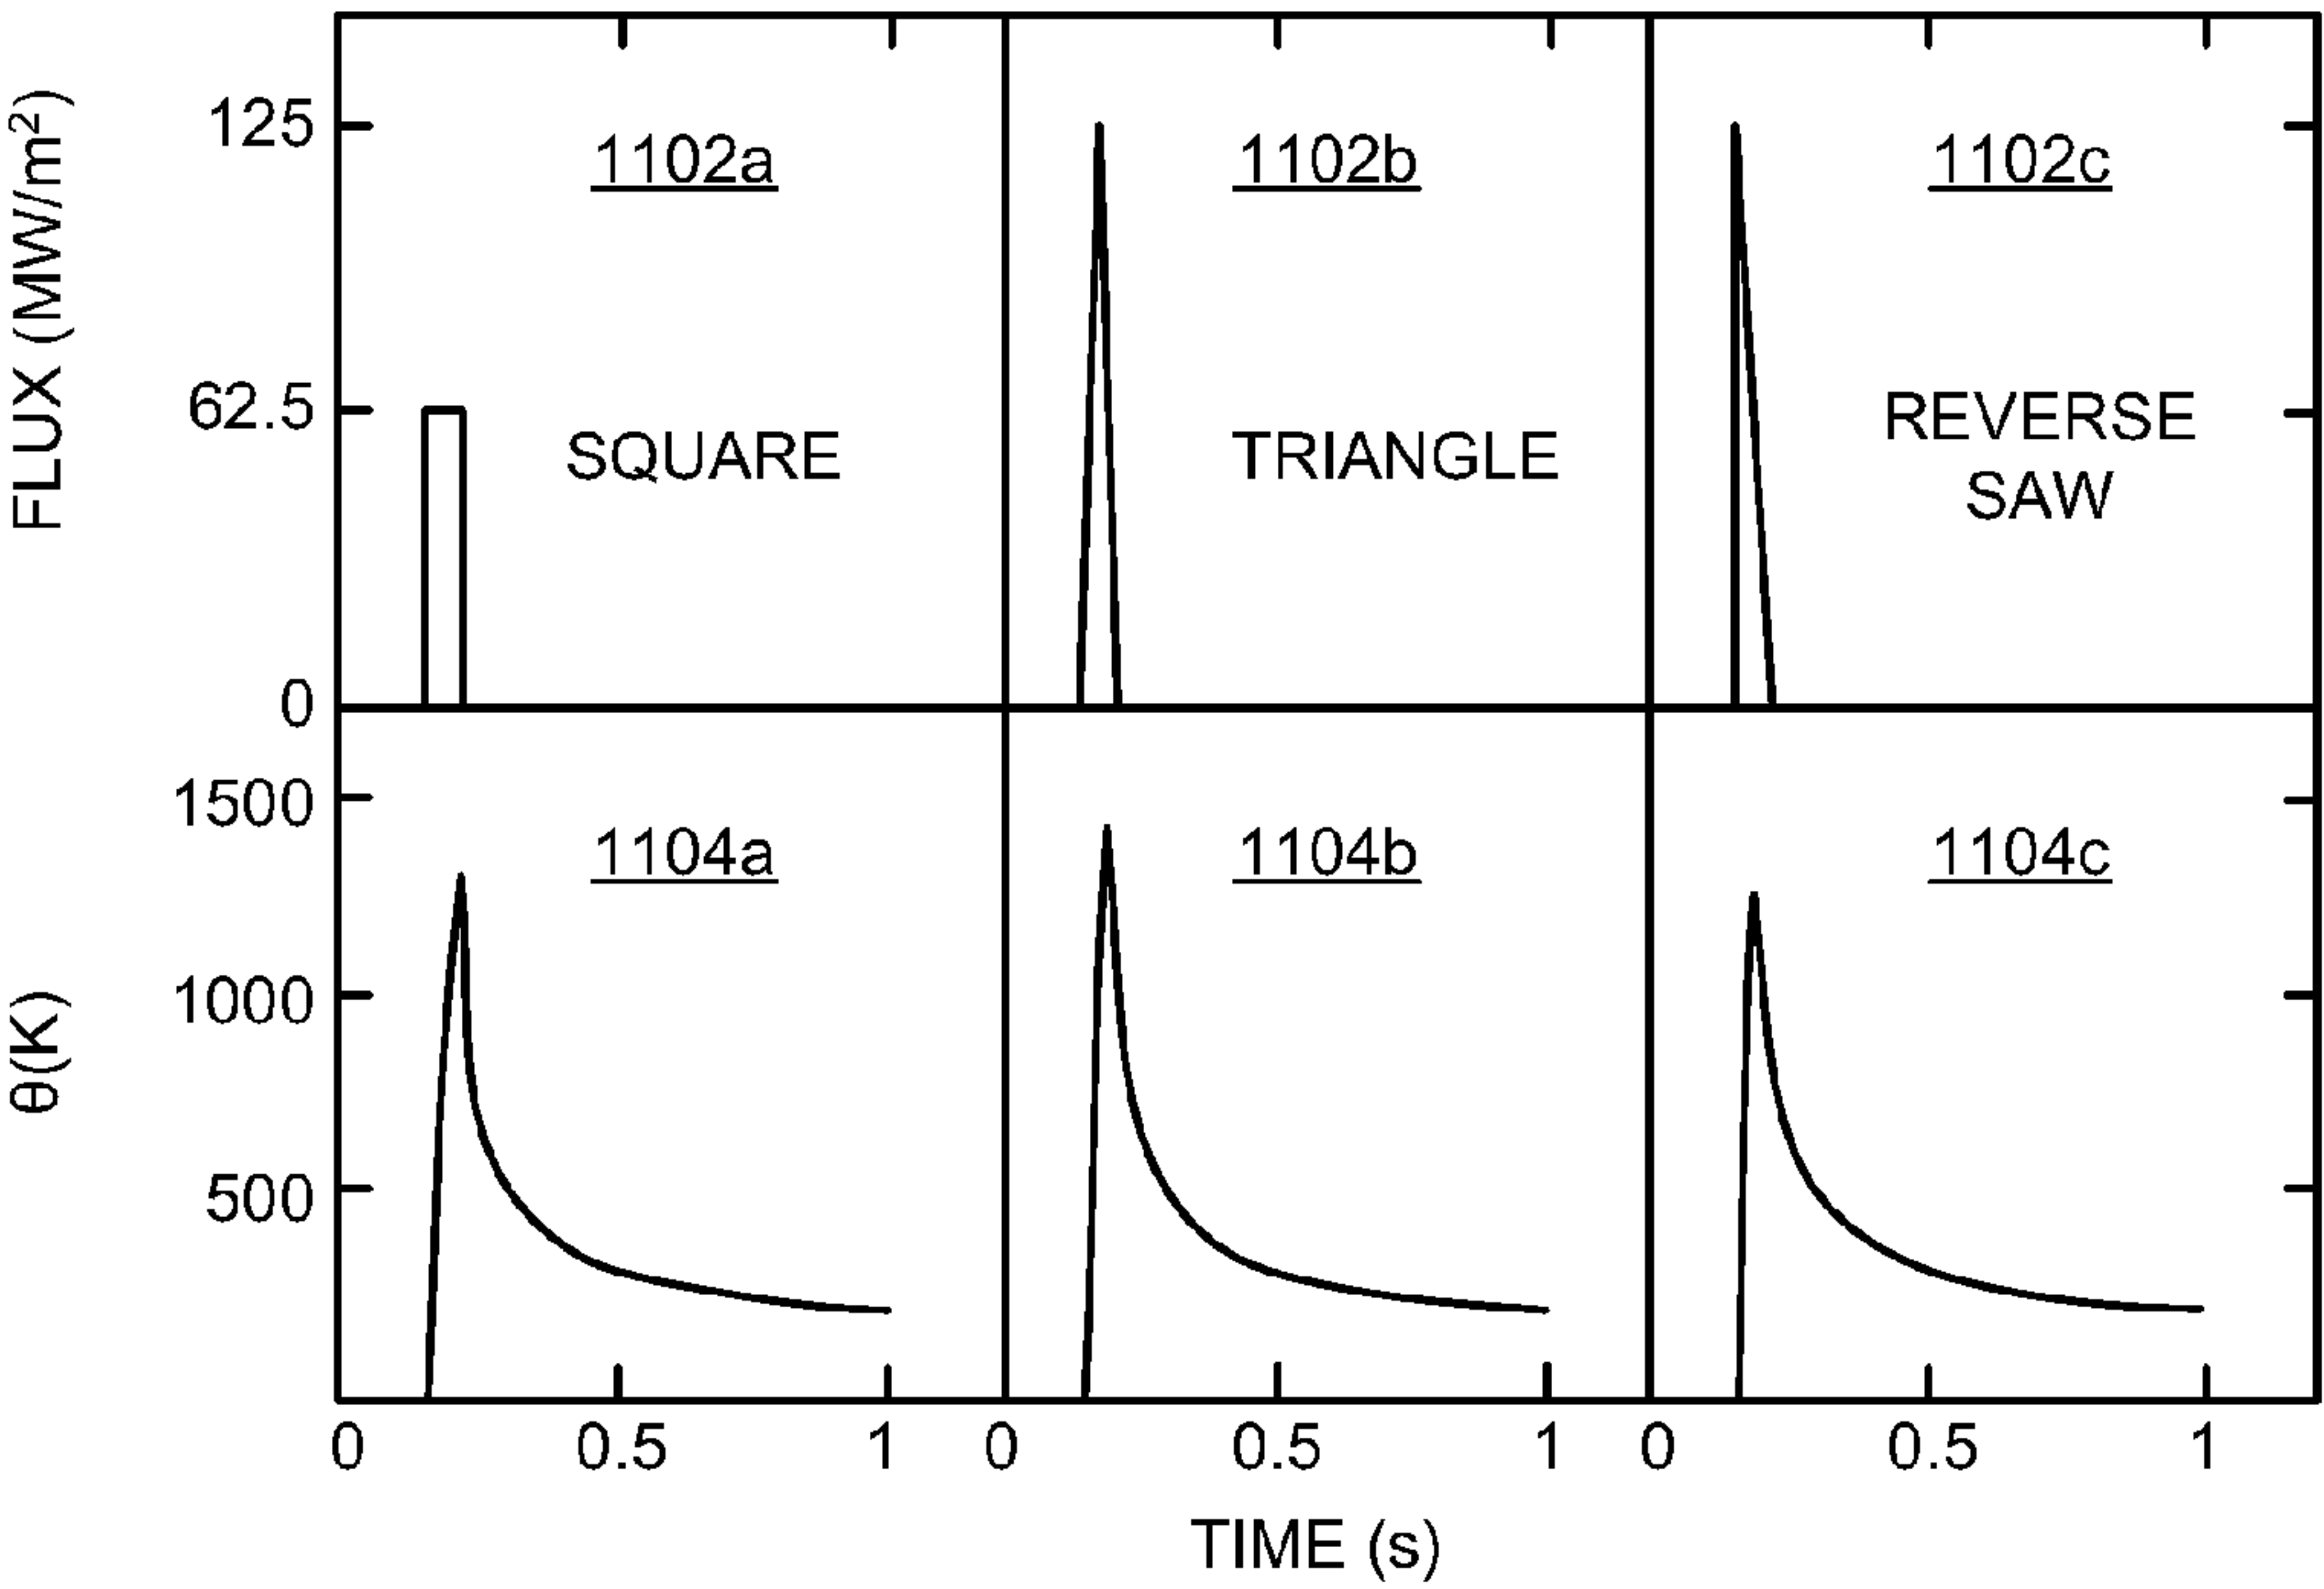 FLUX (MW/m²)
125
62.5
0
1102a
1102b
1102c
SQUARE
TRIANGLE
REVERSE
SAW
θ(K)
1500
1000
500
1104a
1104b
1104c
0 0.5 1 0 0.5 1 0 0.5 1
TIME (s)